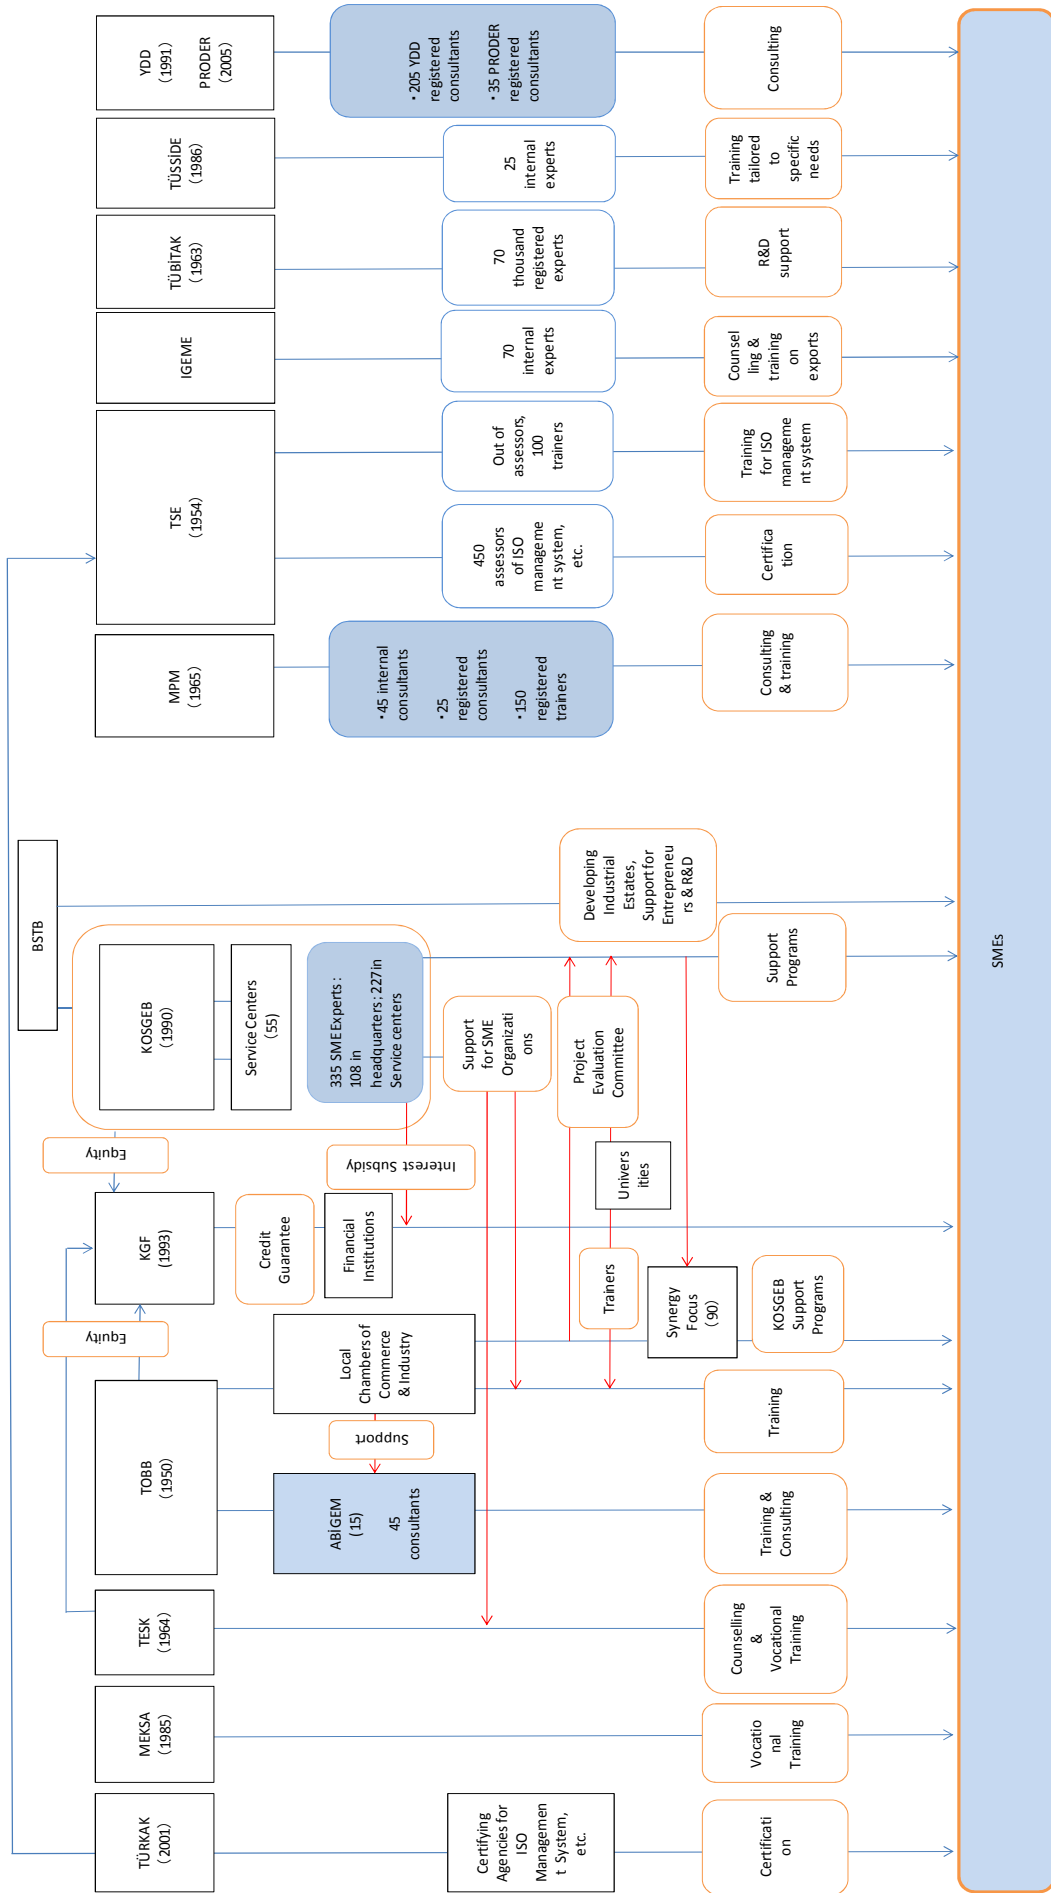 BSTB
TÜRKAK
(2001)
MEKSA
(1985)
TESK
(1964)
TOBB
(1950)
Equity
KGF
(1993)
Equity
KOSGEB
(1990)
Service Centers
(55)
MPM
(1965)
TSE
(1954)
IGEME
TÜBİTAK
(1963)
TÜSSİDE
(1986)
YDD
(1991)
PRODER
(2005)
ABİGEM
(15)
45
consultants
Support
Local
Chambers of
Commerce
& Industry
Credit
Guarantee
Financial
Institutions
Interest Subsidy
335 SME Experts :
108 in
headquarters ; 227 in
Service centers
Support
for SME
Organizati
ons
・45 internal
consultants
・25
registered
consultants
・150
registered
trainers
・205 YDD
registered
consultants
・35 PRODER
registered
consultants
Certifying
Agencies for
ISO
Managemen
t System,
etc.
450
assessors
of ISO
manageme
nt system,
etc.
Out of
assessors,
100
trainers
70
internal
experts
70
thousand
registered
experts
25
internal
experts
Trainers
Univers
ities
Project
Evaluation
Committee
Developing
Industrial
Estates,
Support for
Entrepreneu
rs & R&D
Synergy
Focus
(90)
Certificati
on
Vocatio
nal
Training
Counselling
&
Vocational
Training
Training &
Consulting
Training
KOSGEB
Support
Programs
Support
Programs
Consulting
& training
Certifica
tion
Training
for ISO
manageme
nt system
Counsel
ling &
training
on
exports
R&D
support
Training
tailored
to
specific
needs
Consulting
SMEs